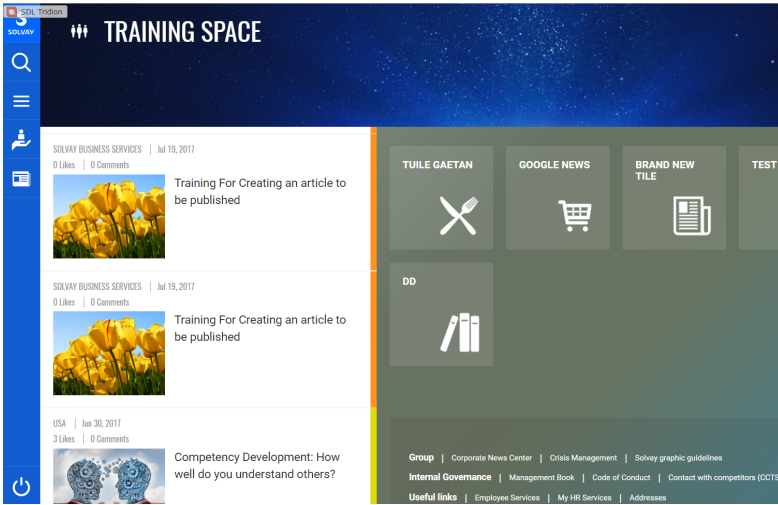 SDL Tridion
SOLVAY
TRAINING SPACE
SOLVAY BUSINESS SERVICES | Jul 19, 2017
0 Likes | 0 Comments
Training For Creating an article to
be published
SOLVAY BUSINESS SERVICES | Jul 19, 2017
0 Likes | 0 Comments
Training For Creating an article to
be published
USA | Jun 30, 2017
3 Likes | 0 Comments
Competency Development: How
well do you understand others?
TUILE GAETAN
GOOGLE NEWS
BRAND NEW
TILE
TEST
DD
Group | Corporate News Center | Crisis Management | Solvay graphic guidelines
Internal Governance | Management Book | Code of Conduct | Contact with competitors (CCTS
Useful links | Employee Services | My HR Services | Addresses